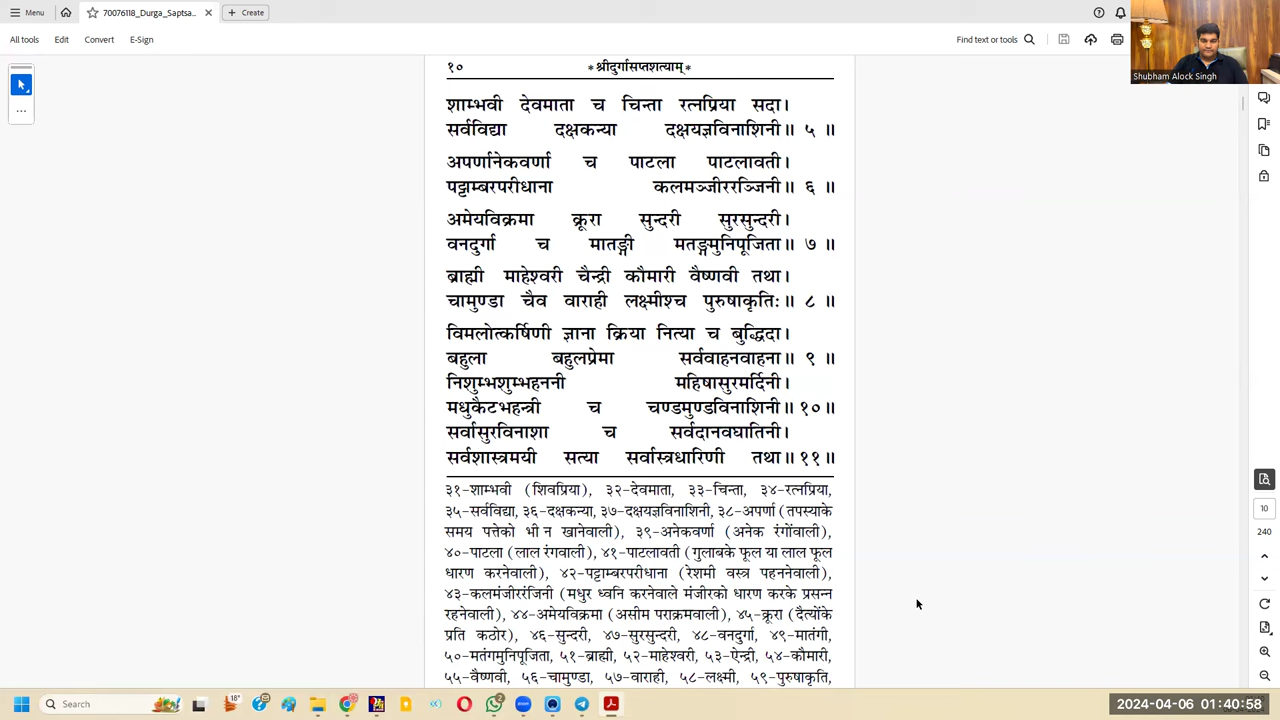 Menu
70076118_Durga_Saptsa...
Create
All tools
Edit
Convert
E-Sign
Find text or tools
Shubham Alock Singh
१० *श्रीदुर्गासप्तशत्याम्*
शाम्भवी देवमाता च चिन्ता रत्नप्रिया सदा।
सर्वविद्या दक्षकन्या दक्षयज्ञविनाशिनी॥ ५ ॥
अपर्णानेकवर्णा च पाटला पाटलावती।
पट्टाम्बरपरीधाना कलमञ्जीररञ्जिनी॥ ६ ॥
अमेयविक्रमा क्रूरा सुन्दरी सुरसुन्दरी।
वनदुर्गा च मातङ्गी मतङ्गमुनिपूजिता॥ ७ ॥
ब्राह्मी माहेश्वरी चैन्द्री कौमारी वैष्णवी तथा।
चामुण्डा चैव वाराही लक्ष्मीश्च पुरुषाकृतिः॥ ८ ॥
विमलोत्कर्षिणी ज्ञाना क्रिया नित्या च बुद्धिदा।
बहुला बहुलप्रेमा सर्ववाहनवाहना॥ ९ ॥
निशुम्भशुम्भहननी महिषासुरमर्दिनी।
मधुकैटभहन्त्री च चण्डमुण्डविनाशिनी॥ १० ॥
सर्वासुरविनाशा च सर्वदानवघातिनी।
सर्वशास्त्रमयी सत्या सर्वास्त्रधारिणी तथा॥ ११ ॥
३१-शाम्भवी (शिवप्रिया), ३२-देवमाता, ३३-चिन्ता, ३४-रत्नप्रिया,
३५-सर्वविद्या, ३६-दक्षकन्या, ३७-दक्षयज्ञविनाशिनी, ३८-अपर्णा (तपस्याके
समय पत्तेको भी न खानेवाली), ३९-अनेकवर्णा (अनेक रंगोंवाली),
४०-पाटला (लाल रंगवाली), ४१-पाटलावती (गुलाबके फूल या लाल फूल
धारण करनेवाली), ४२-पट्टाम्बरपरीधाना (रेशमी वस्त्र पहननेवाली),
४३-कलमंजीररंजिनी (मधुर ध्वनि करनेवाले मंजीरको धारण करके प्रसन्न
रहनेवाली), ४४-अमेयविक्रमा (असीम पराक्रमवाली), ४५-क्रूरा (दैत्योंके
प्रति कठोर), ४६-सुन्दरी, ४७-सुरसुन्दरी, ४८-वनदुर्गा, ४९-मातंगी,
५०-मतंगमुनिपूजिता, ५१-ब्राह्मी, ५२-माहेश्वरी, ५३-ऐन्द्री, ५४-कौमारी,
५५-वैष्णवी, ५६-चामुण्डा, ५७-वाराही, ५८-लक्ष्मी, ५९-पुरुषाकृति,
10
240
Search
18°
2
zoom
2024-04-06 01:40:58